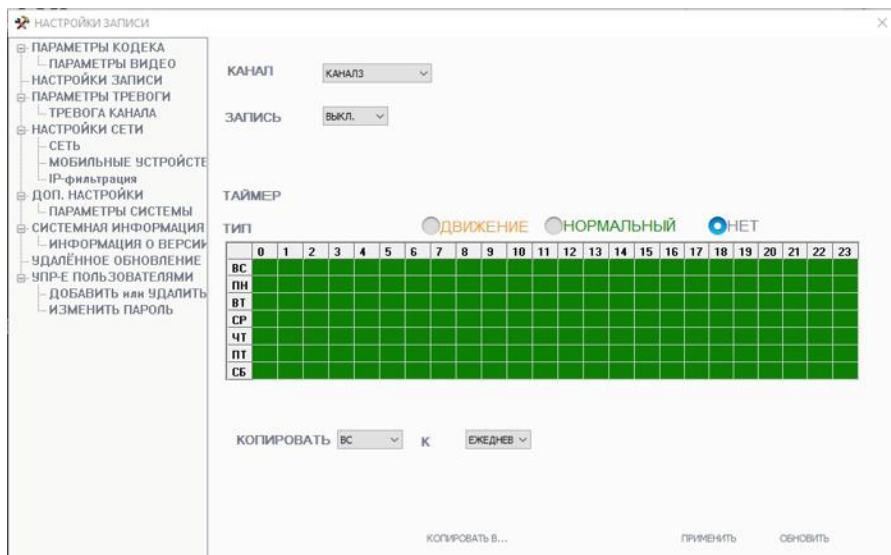 НАСТРОЙКИ ЗАПИСИ
ПАРАМЕТРЫ КОДЕКА
ПАРАМЕТРЫ ВИДЕО
НАСТРОЙКИ ЗАПИСИ
ПАРАМЕТРЫ ТРЕВОГИ
ТРЕВОГА КАНАЛА
НАСТРОЙКИ СЕТИ
СЕТЬ
МОБИЛЬНЫЕ УСТРОЙСТЕ
IP-фильтрация
ДОП. НАСТРОЙКИ
ПАРАМЕТРЫ СИСТЕМЫ
СИСТЕМНАЯ ИНФОРМАЦИЯ
ИНФОРМАЦИЯ О ВЕРСИИ
УДАЛЁННОЕ ОБНОВЛЕНИЕ
УПР-Е ПОЛЬЗОВАТЕЛЯМИ
ДОБАВИТЬ или УДАЛИТЬ
ИЗМЕНИТЬ ПАРОЛЬ
КАНАЛ КАНАЛ3
ЗАПИСЬ ВЫКЛ.
ТАЙМЕР
ТИП ДВИЖЕНИЕ НОРМАЛЬНЫЙ НЕТ
0 1 2 3 4 5 6 7 8 9 10 11 12 13 14 15 16 17 18 19 20 21 22 23
ВС
ПН
ВТ
СР
ЧТ
ПТ
СБ
КОПИРОВАТЬ ВС К ЕЖЕДНЕВ
КОПИРОВАТЬ В... ПРИМЕНИТЬ ОБНОВИТЬ